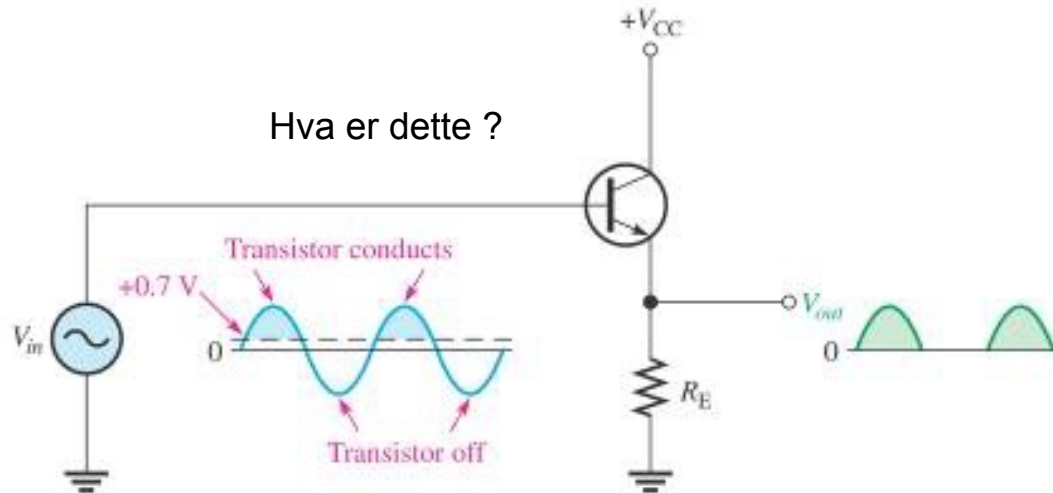 +V_CC
Hva er dette ?
Transistor conducts
+0.7 V
V_in
0
V_out
0
R_E
Transistor off